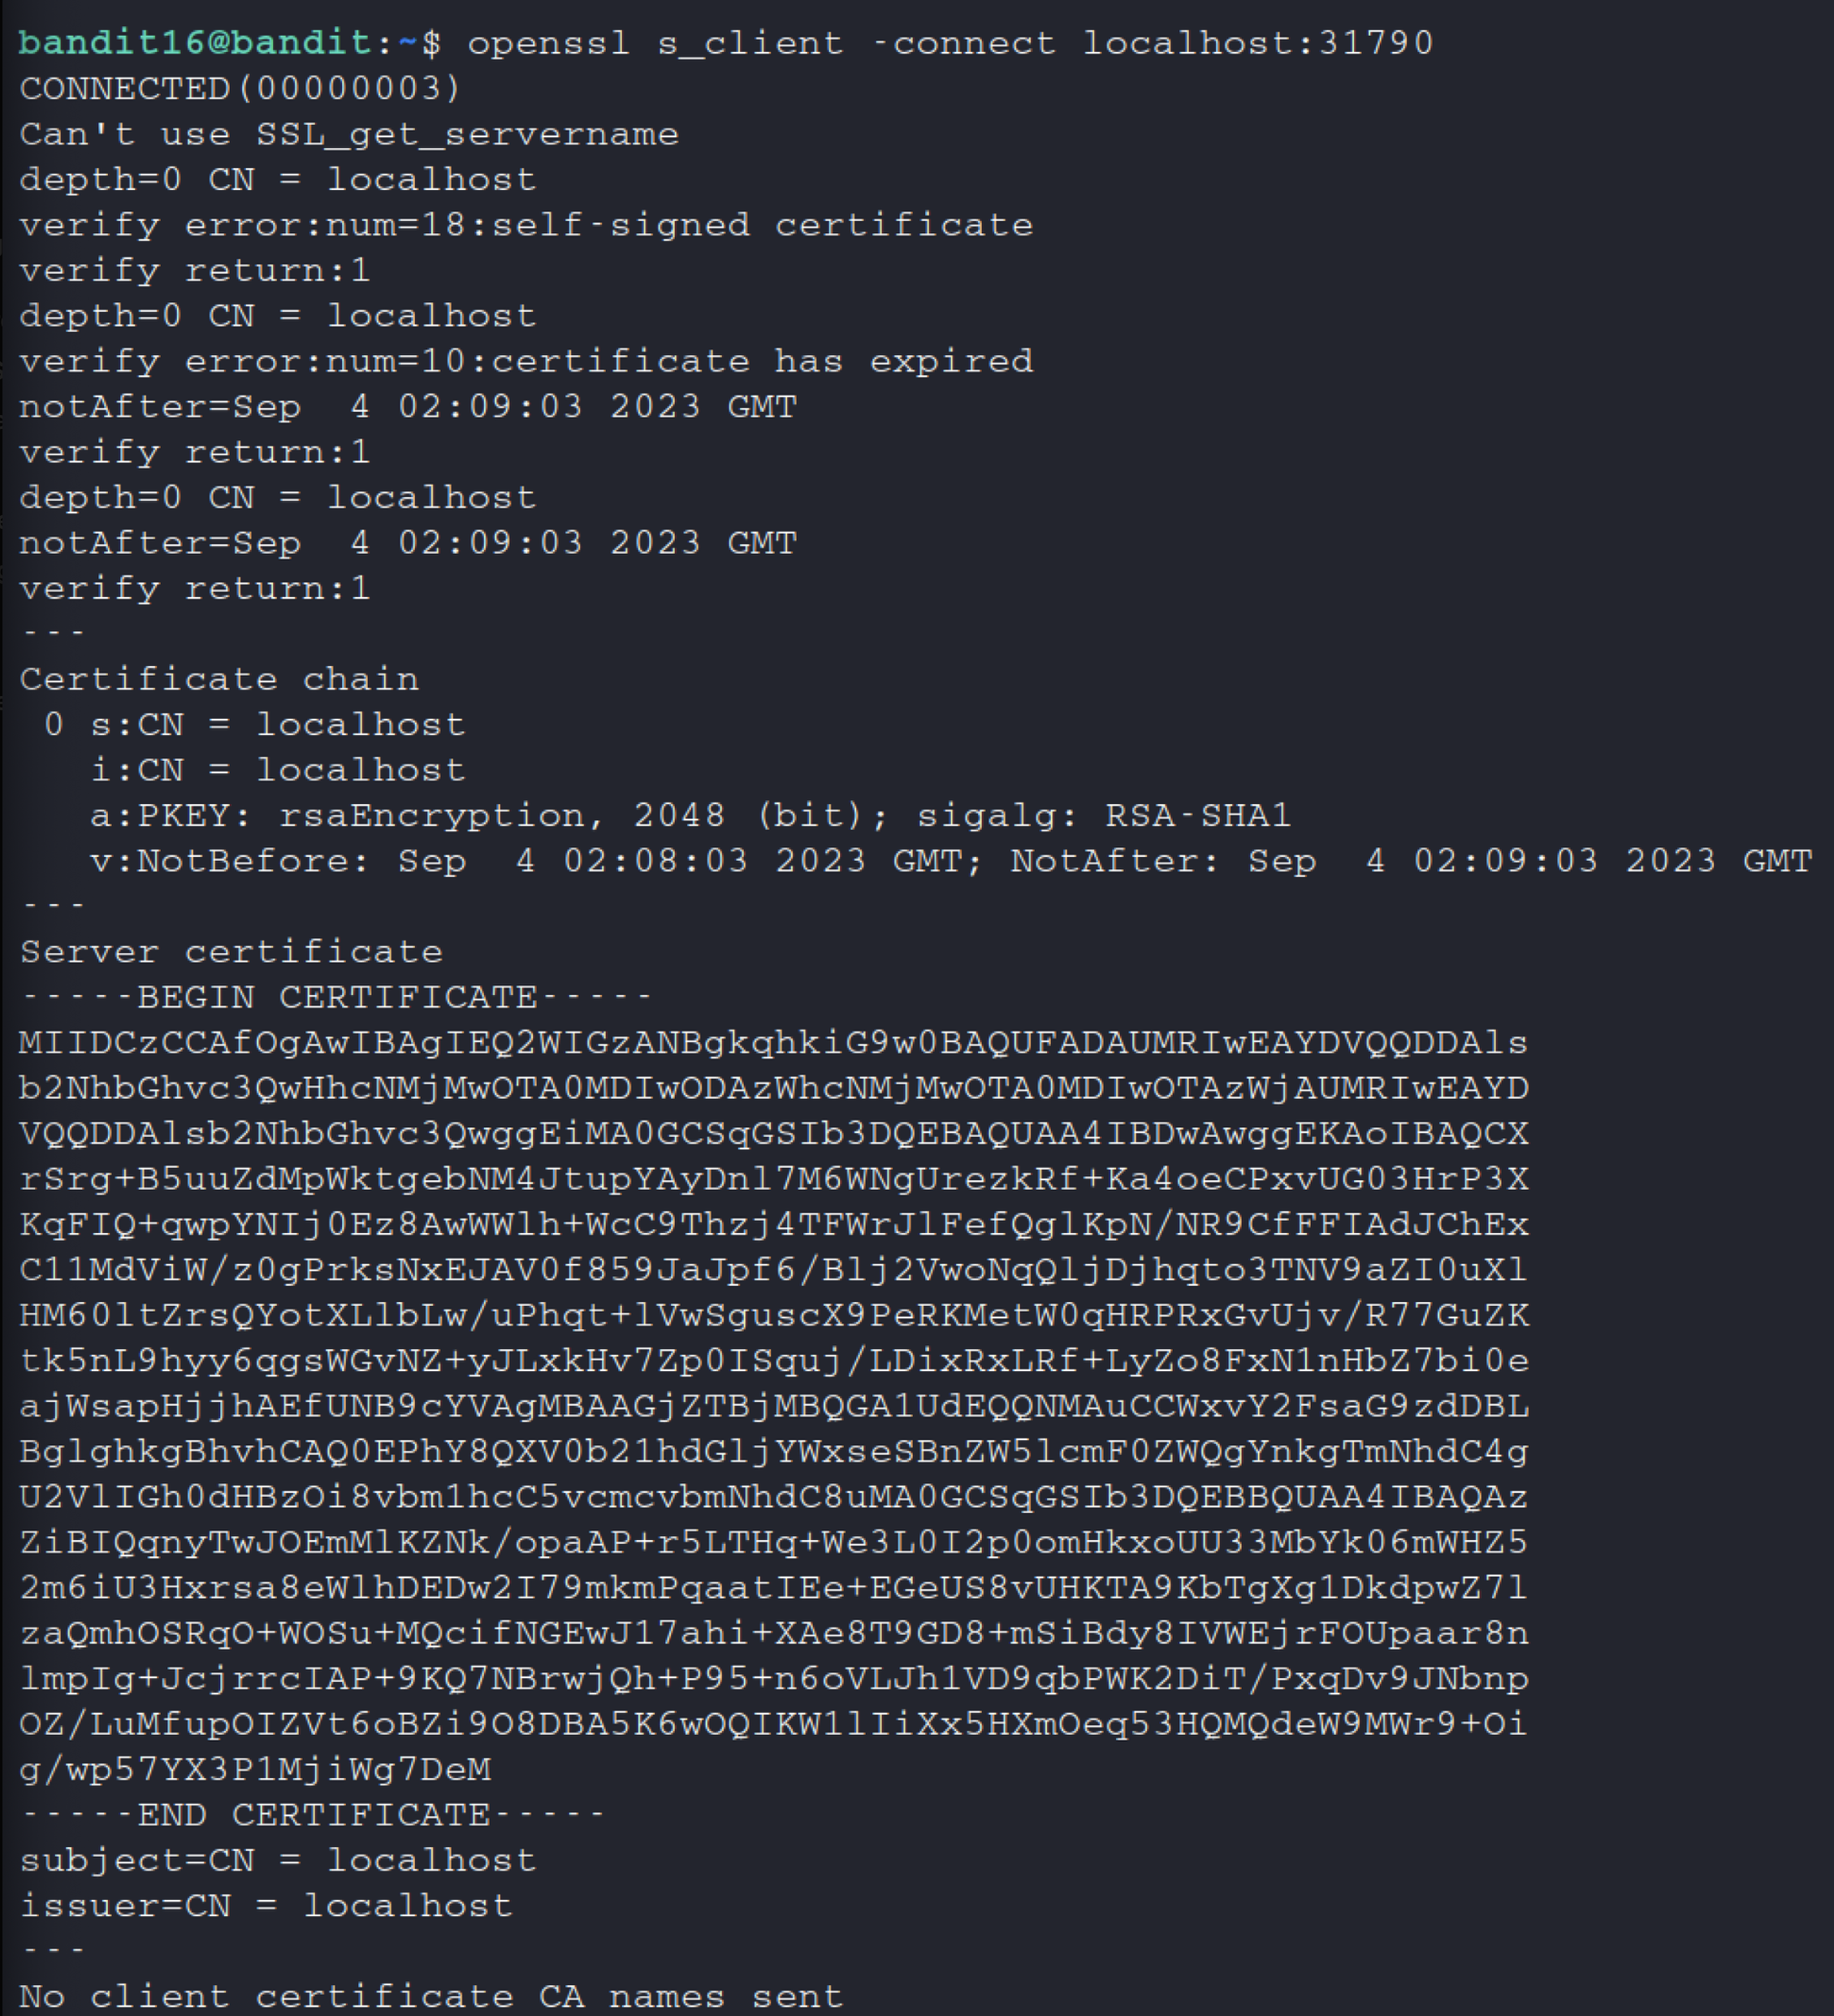 bandit16@bandit:~$ openssl s_client -connect localhost:31790
CONNECTED(00000003)
Can't use SSL_get_servername
depth=0 CN = localhost
verify error:num=18:self-signed certificate
verify return:1
depth=0 CN = localhost
verify error:num=10:certificate has expired
notAfter=Sep  4 02:09:03 2023 GMT
verify return:1
depth=0 CN = localhost
notAfter=Sep  4 02:09:03 2023 GMT
verify return:1
---
Certificate chain
 0 s:CN = localhost
   i:CN = localhost
   a:PKEY: rsaEncryption, 2048 (bit); sigalg: RSA-SHA1
   v:NotBefore: Sep  4 02:08:03 2023 GMT; NotAfter: Sep  4 02:09:03 2023 GMT
---
Server certificate
-----BEGIN CERTIFICATE-----
MIIDCzCCAfOgAwIBAgIEQ2WIGzANBgkqhkiG9w0BAQUFADAUMRIwEAYDVQQDDAls
b2NhbGhvc3QwHhcNMjMwOTA0MDIwODAzWhcNMjMwOTA0MDIwOTAzWjAUMRIwEAYD
VQQDDAlsb2NhbGhvc3QwggEiMA0GCSqGSIb3DQEBAQUAA4IBDwAwggEKAoIBAQCX
rSrg+B5uuZdMpWktgebNM4JtupYAyDnl7M6WNgUrezkRf+Ka4oeCPxvUG03HrP3X
KqFIQ+qwpYNIj0Ez8AwWWlh+WcC9Thzj4TFWrJlFefQglKpN/NR9CfFFIAdJChEx
C11MdViW/z0gPrksNxEJAV0f859JaJpf6/Blj2VwoNqQljDjhqto3TNV9aZI0uXl
HM60ltZrsQYotXLlbLw/uPhqt+lVwSguscX9PeRKMetW0qHRPRxGvUjv/R77GuZK
tk5nL9hyy6qgsWGvNZ+yJLxkHv7Zp0ISquj/LDixRxLRf+LyZo8FxN1nHbZ7bi0e
ajWsapHjjhAEfUNB9cYVAgMBAAGjZTBjMBQGA1UdEQQNMAuCCWxvY2FsaG9zdDBL
BglghkgBhvhCAQ0EPhY8QXV0b21hdGljYWxseSBnZW5lcmF0ZWQgYnkgTmNhdC4g
U2VlIGh0dHBzOi8vbm1hcC5vcmcvbmNhdC8uMA0GCSqGSIb3DQEBBQUAA4IBAQAz
ZiBIQqnyTwJOEmMlKZNk/opaAP+r5LTHq+We3L0I2p0omHkxoUU33MbYk06mWHZ5
2m6iU3Hxrsa8eWlhDEDw2I79mkmPqaatIEe+EGeUS8vUHKTA9KbTgXg1DkdpwZ7l
zaQmhOSRqO+WOSu+MQcifNGEwJ17ahi+XAe8T9GD8+mSiBdy8IVWEjrFOUpaar8n
lmpIg+JcjrrcIAP+9KQ7NBrwjQh+P95+n6oVLJh1VD9qbPWK2DiT/PxqDv9JNbnp
OZ/LuMfupOIZVt6oBZi9O8DBA5K6wOQIKW1lIiXx5HXmOeq53HQMQdeW9MWr9+Oi
g/wp57YX3P1MjiWg7DeM
-----END CERTIFICATE-----
subject=CN = localhost
issuer=CN = localhost
---
No client certificate CA names sent